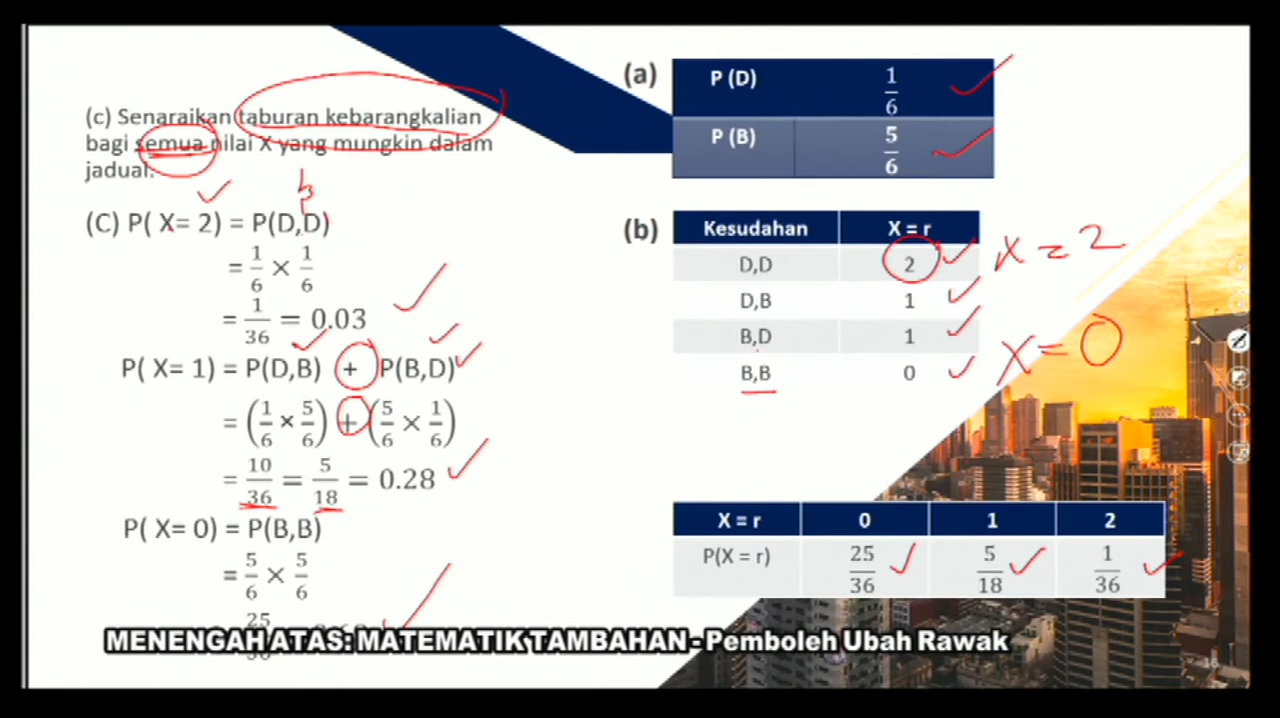 (c) Senaraikan taburan kebarangkalian
bagi semua nilai X yang mungkin dalam
jadual.
(C) P( X= 2) = P(D,D)
= 1/6 × 1/6
= 1/36 = 0.03
P( X= 1) = P(D,B) + P(B,D)
= (1/6 × 5/6) + (5/6 × 1/6)
= 10/36 = 5/18 = 0.28
P( X= 0) = P(B,B)
= 5/6 × 5/6
(a)
P (D) 1/6
P (B) 5/6
(b)
Kesudahan X = r
D,D 2
D,B 1
B,D 1
B,B 0
X = 2
X = 0
X = r 0 1 2
P(X = r) 25/36 5/18 1/36
MENENGAH ATAS: MATEMATIK TAMBAHAN - Pemboleh Ubah Rawak
16